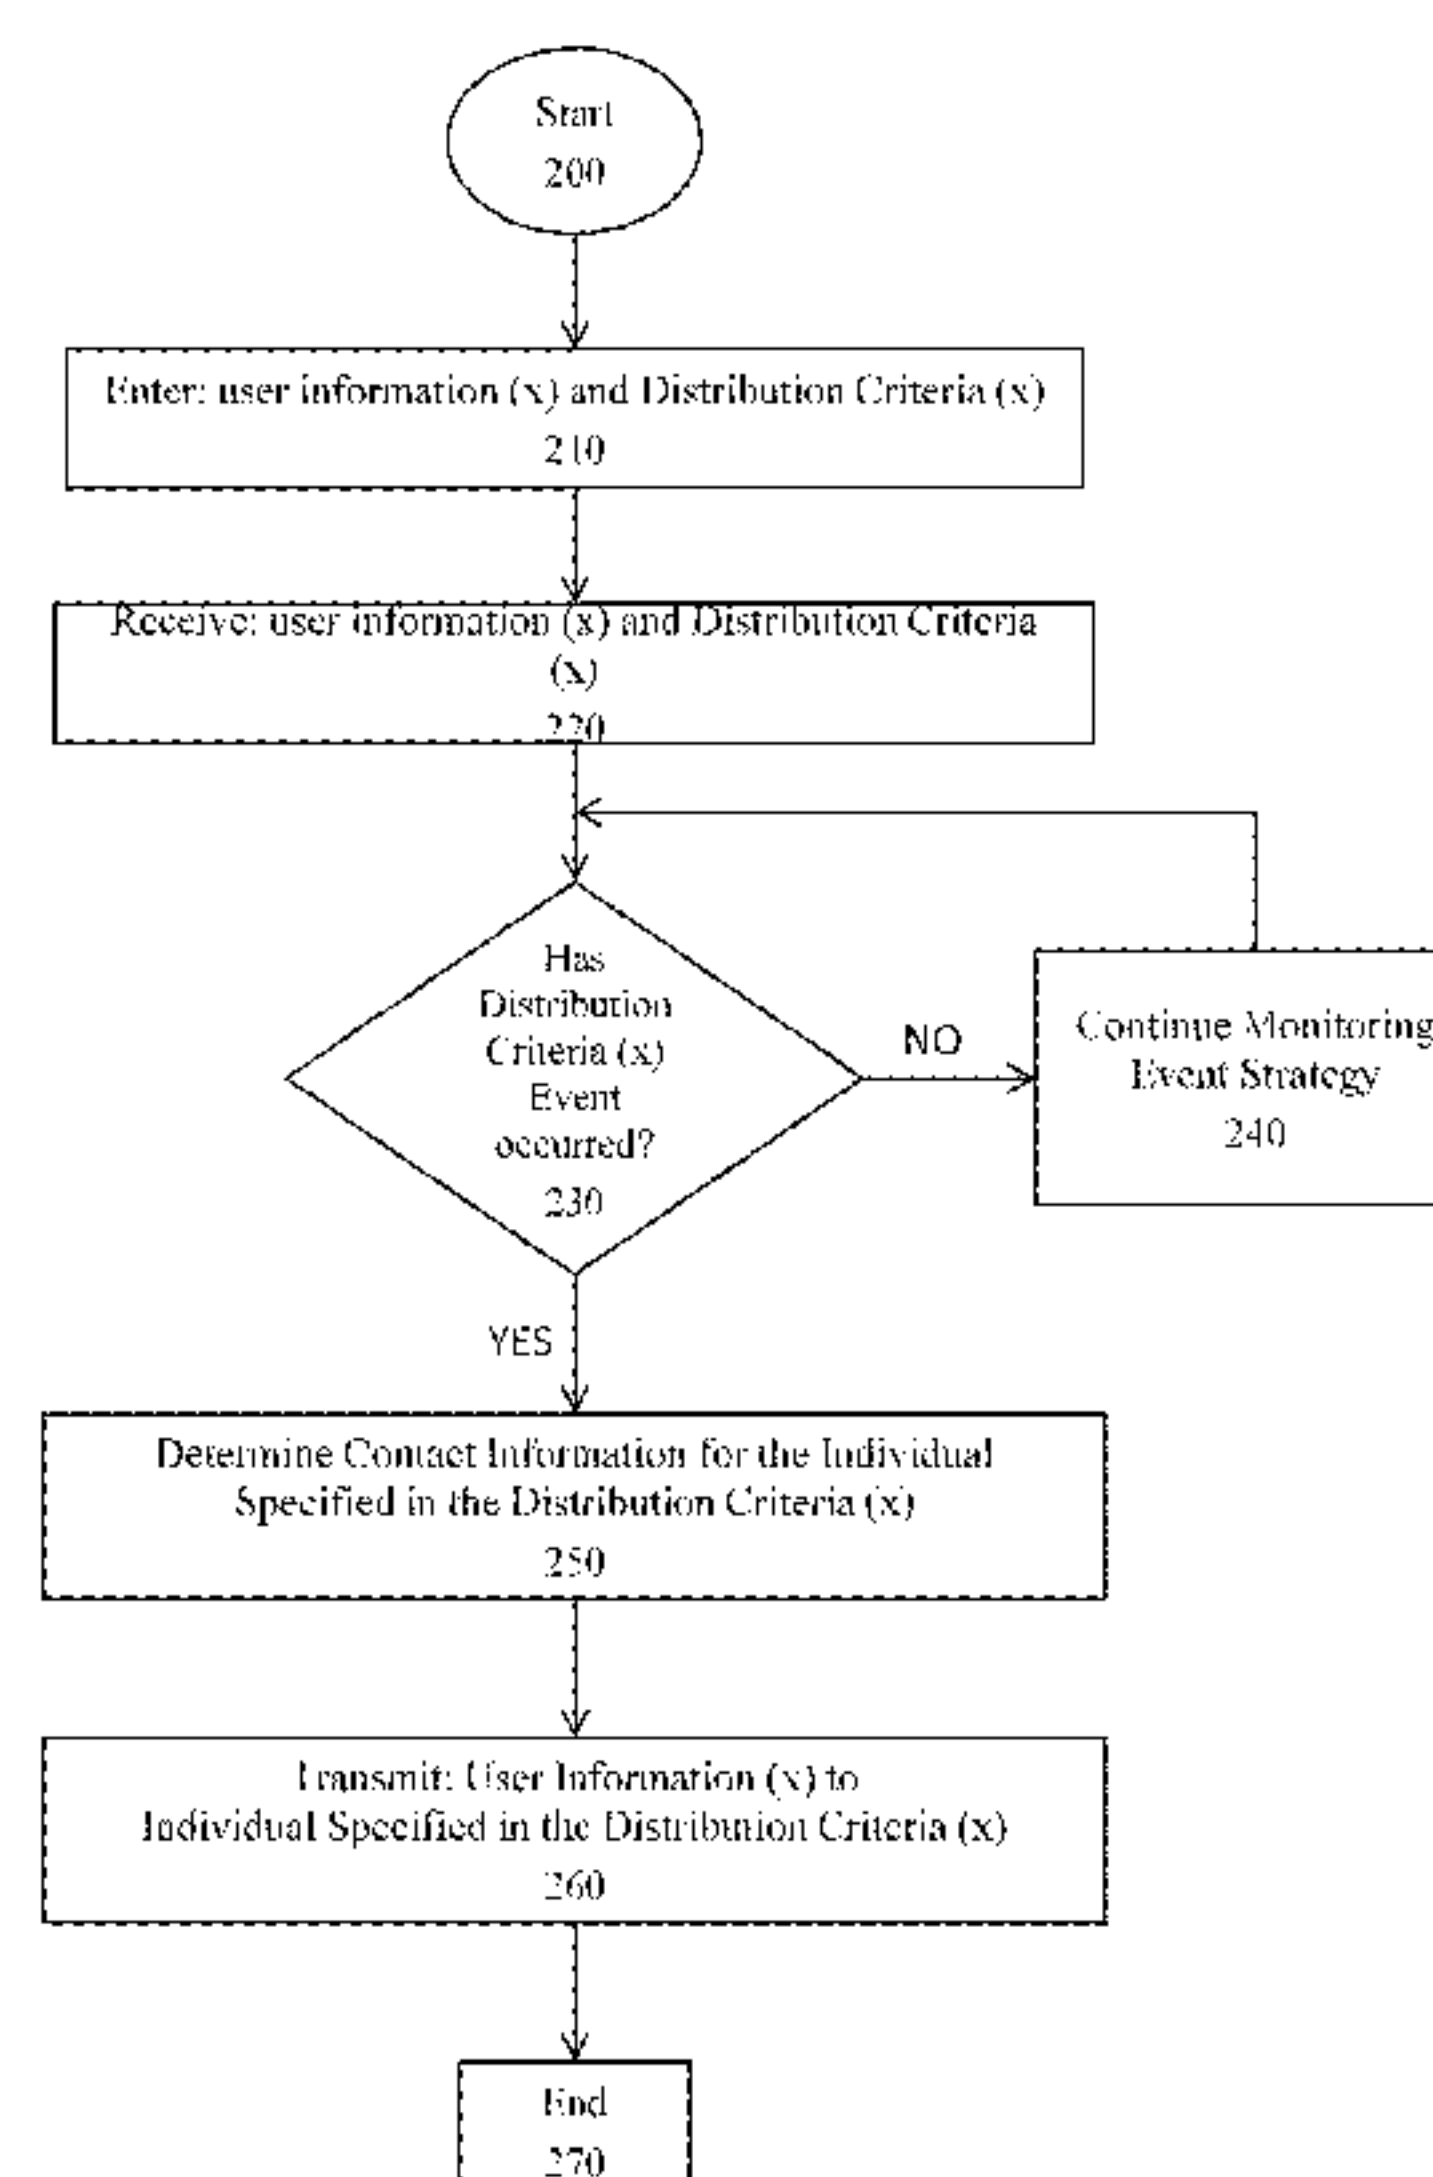 Start
200
Enter: user information (x) and Distribution Criteria (x)
210
Receive: user information (x) and Distribution Criteria
(x)
220
Has
Distribution
Criteria (x)
Event
occurred?
230
NO
Continue Monitoring
Event Strategy
240
YES
Determine Contact Information for the Individual
Specified in the Distribution Criteria (x)
250
Transmit: User Information (x) to
Individual Specified in the Distribution Criteria (x)
260
End
270